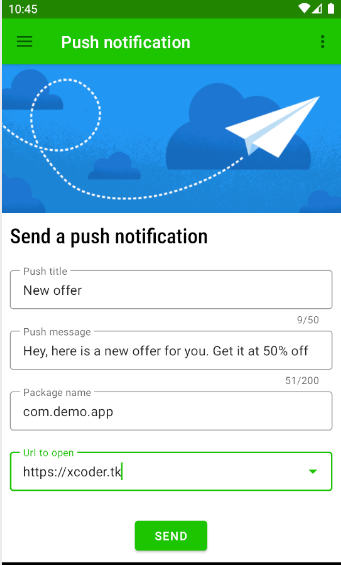 10:45
Push notification
Send a push notification
Push title
New offer
9/50
Push message
Hey, here is a new offer for you. Get it at 50% off
51/200
Package name
com.demo.app
Url to open
https://xcoder.tk
SEND